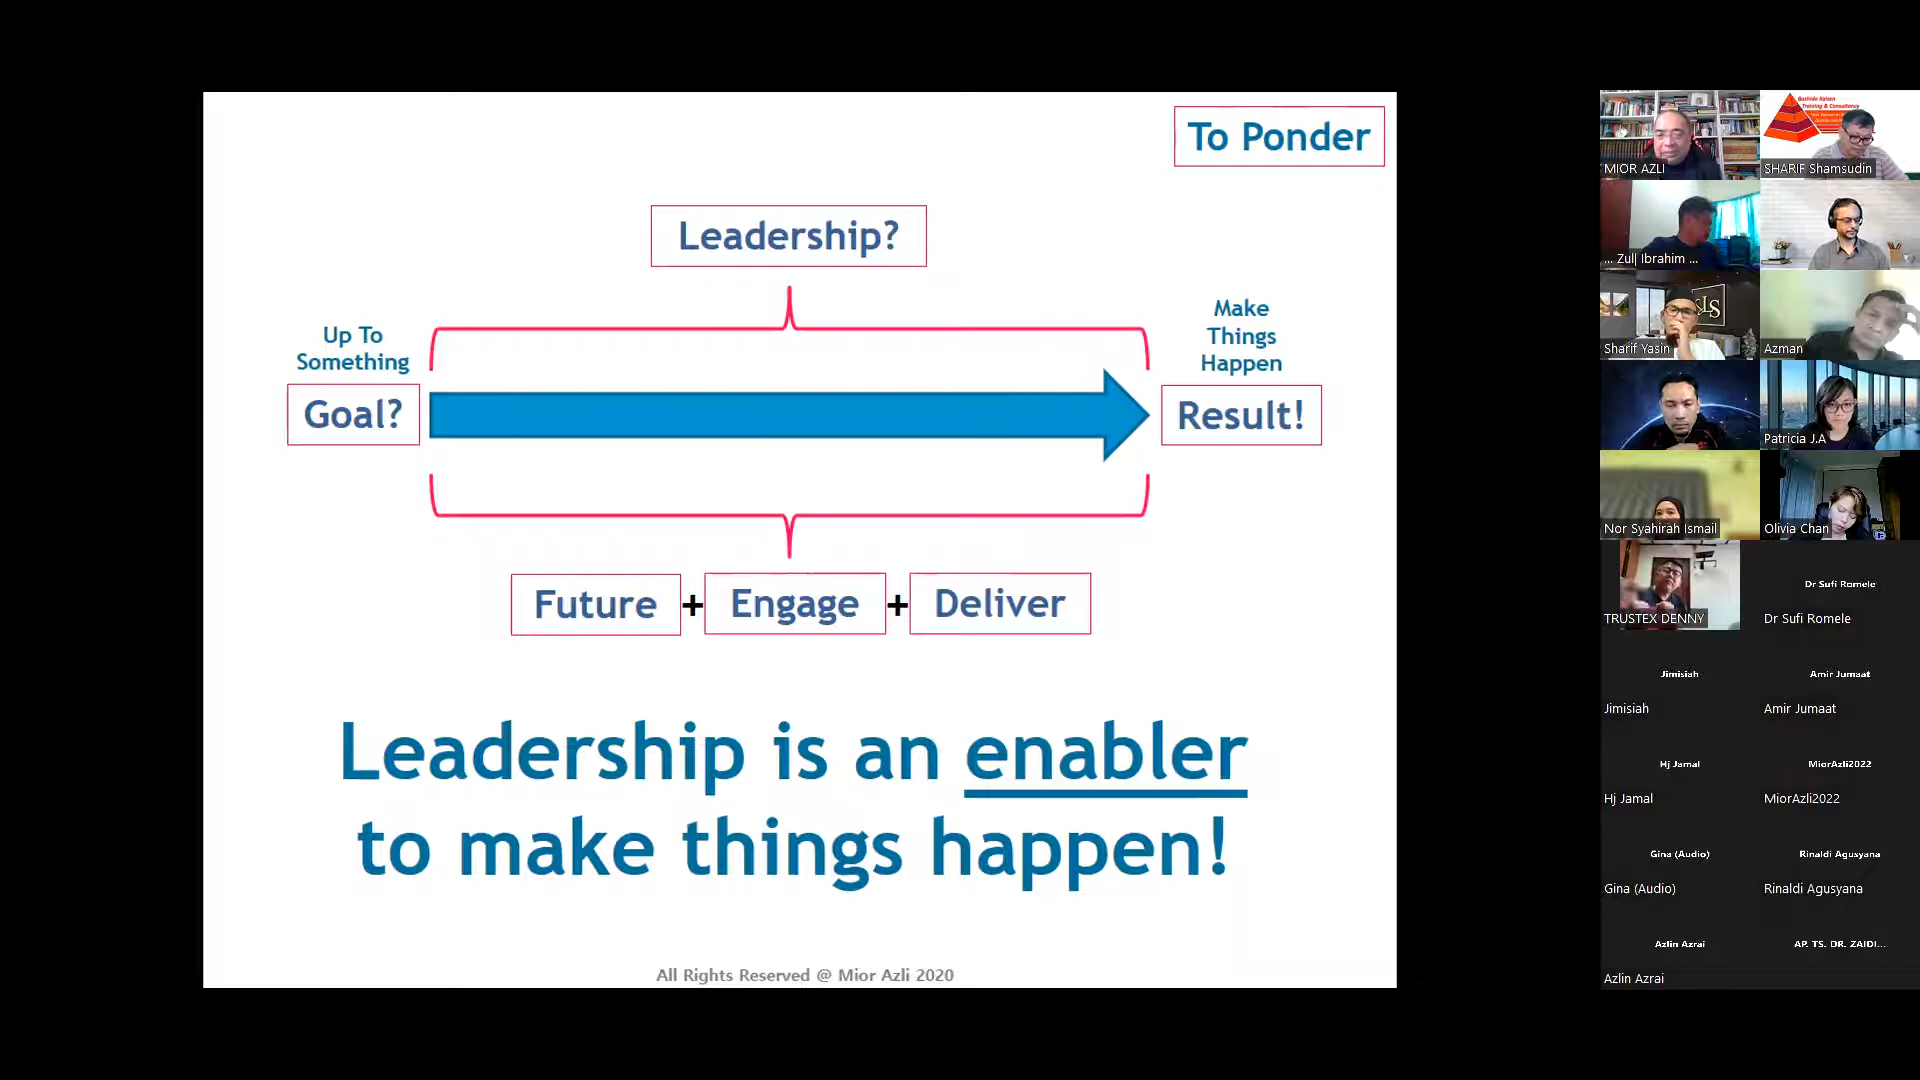 To Ponder
Leadership?
Up To
Something
Goal?
Make
Things
Happen
Result!
Future + Engage + Deliver
Leadership is an enabler
to make things happen!
All Rights Reserved @ Mior Azli 2020
MIOR AZLI
SHARIF Shamsudin
... Zul| Ibrahim ...
Sharif Yasin
Azman
Patricia J.A
Nor Syahirah Ismail
Olivia Chan
TRUSTEX DENNY
Dr Sufi Romele
Dr Sufi Romele
Jimisiah
Jimisiah
Amir Jumaat
Amir Jumaat
Hj Jamal
Hj Jamal
MiorAzli2022
MiorAzli2022
Gina (Audio)
Gina (Audio)
Rinaldi Agusyana
Rinaldi Agusyana
Azlin Azrai
Azlin Azrai
AP. TS. DR. ZAIDI...